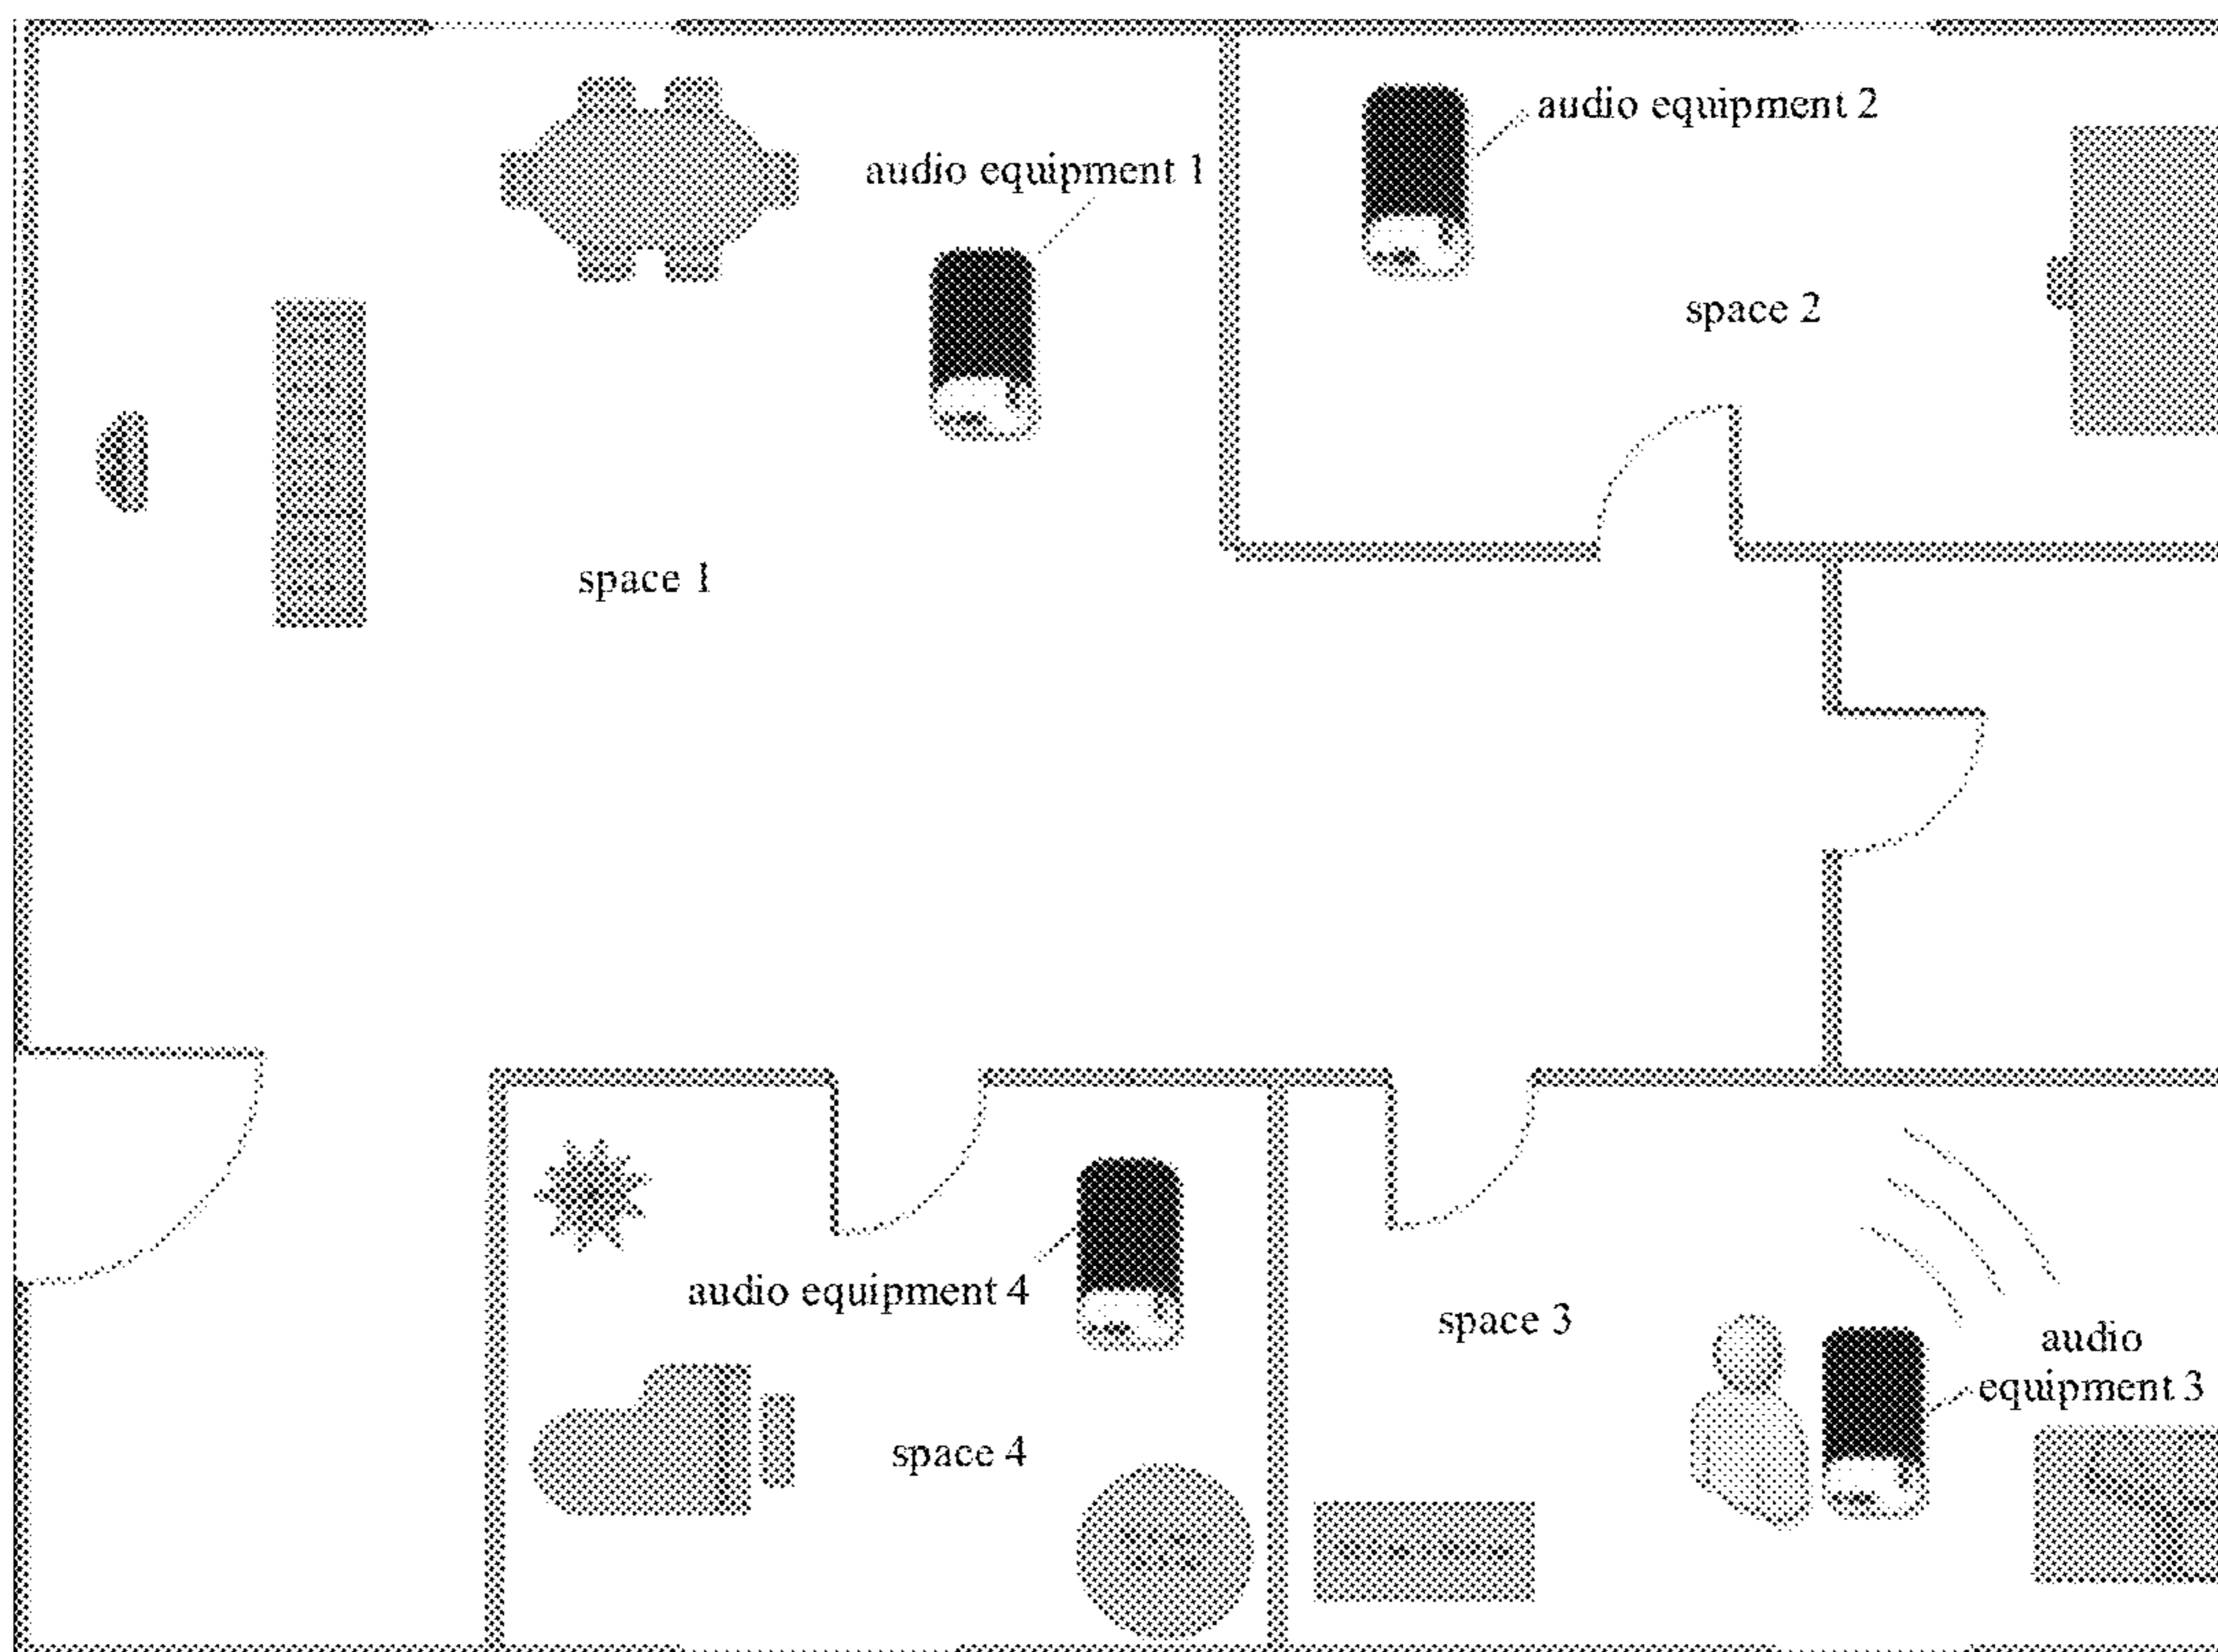 audio equipment 2
audio equipment 1
space 2
space 1
audio equipment 4
space 3
audio
equipment 3
space 4